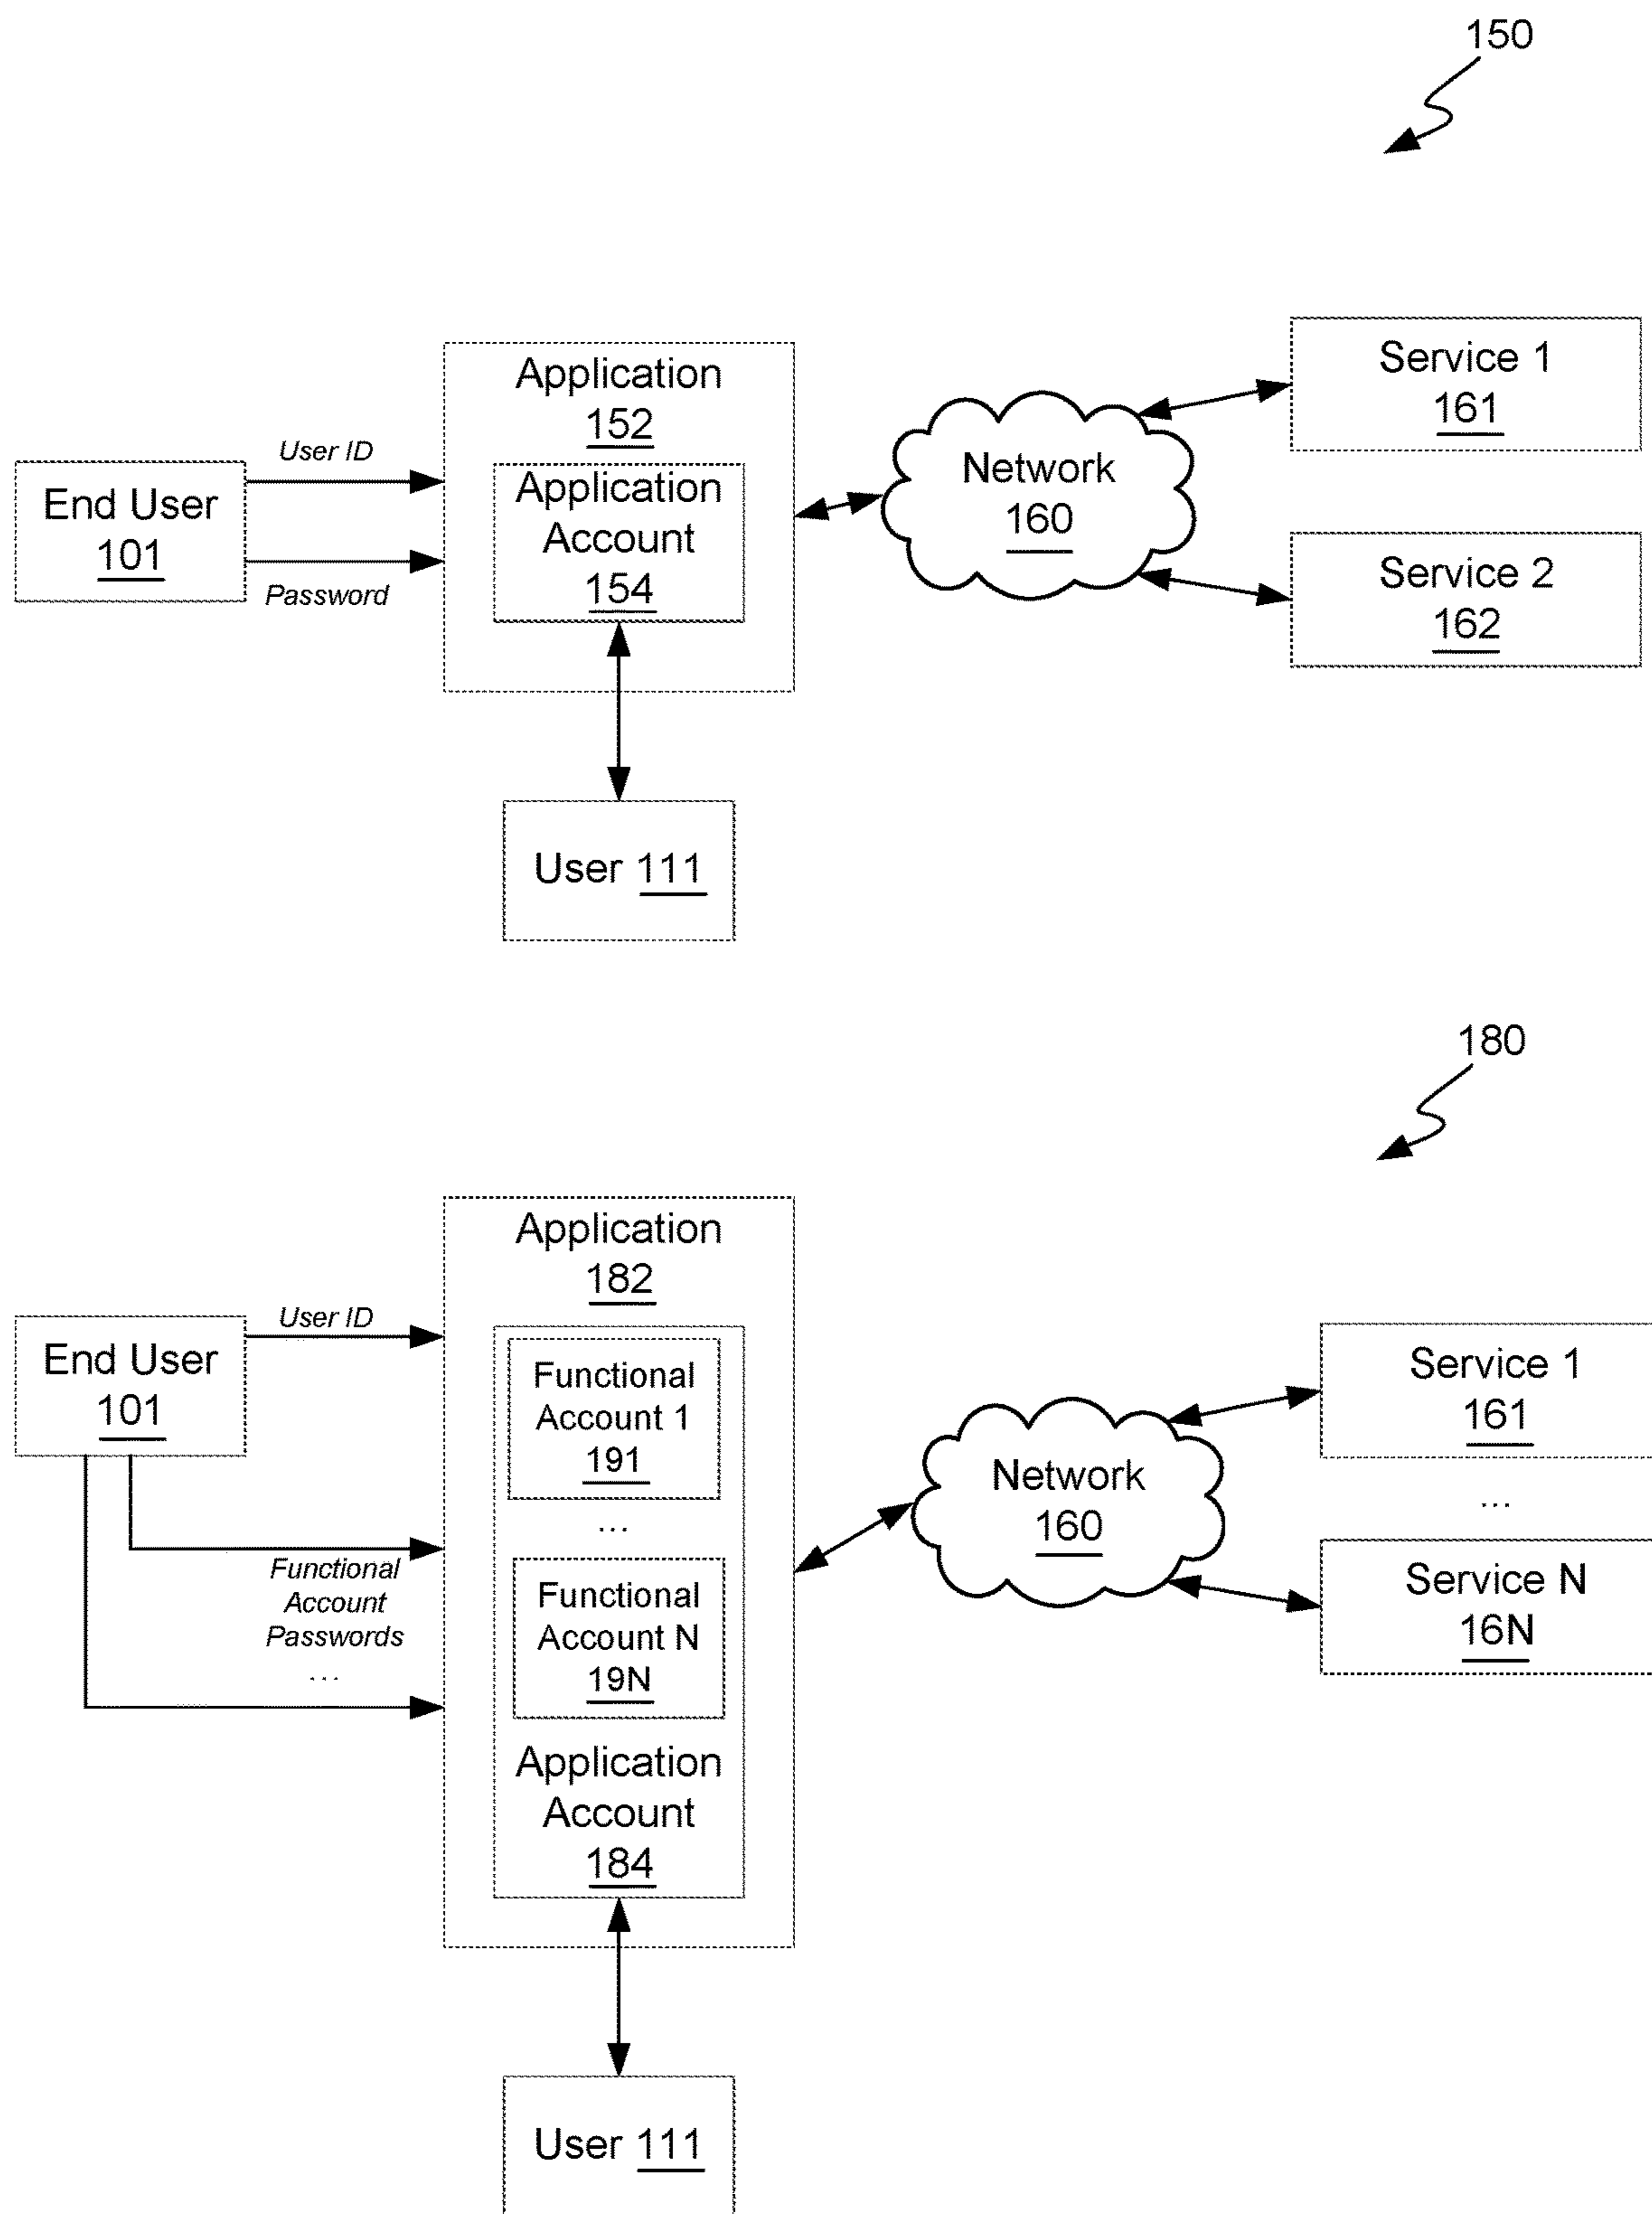 150
Application
152
Application
Account
154
User ID
End User
101
Password
Network
160
Service 1
161
Service 2
162
User 111
180
Application
182
User ID
End User
101
Functional
Account 1
191
...
Functional
Account N
19N
Functional
Account
Passwords
...
Application
Account
184
Network
160
Service 1
161
...
Service N
16N
User 111